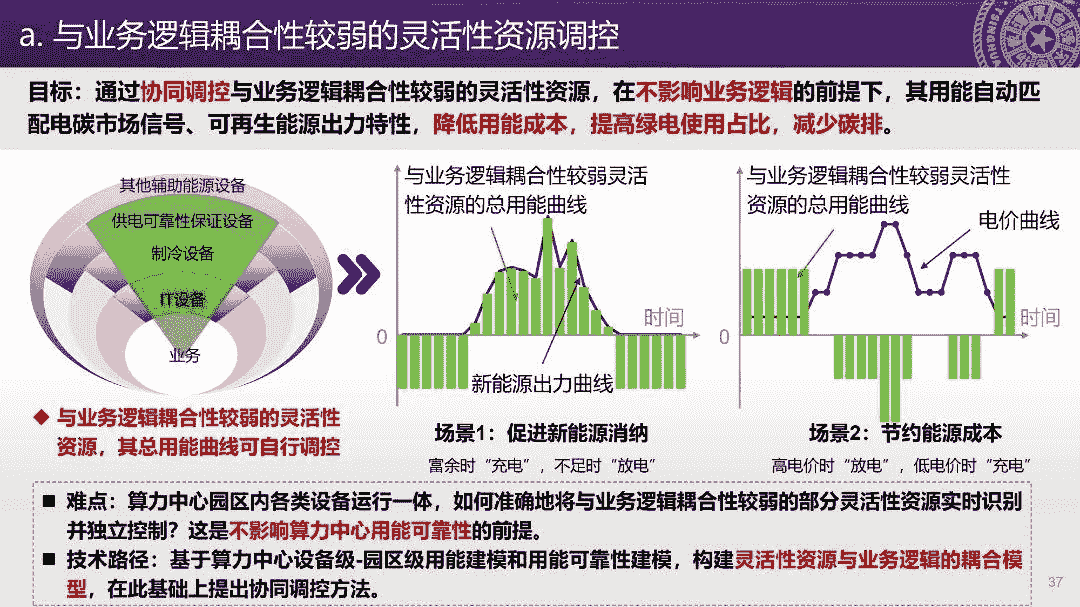 a. 与业务逻辑耦合性较弱的灵活性资源调控
目标：通过协同调控与业务逻辑耦合性较弱的灵活性资源，在不影响业务逻辑的前提下，其用能自动匹
配电碳市场信号、可再生能源出力特性，降低用能成本，提高绿电使用占比，减少碳排。
其他辅助能源设备
供电可靠性保证设备
制冷设备
IT设备
业务
与业务逻辑耦合性较弱的灵活性
资源，其总用能曲线可自行调控
与业务逻辑耦合性较弱灵活
性资源的总用能曲线
时间
0
新能源出力曲线
场景1：促进新能源消纳
富余时“充电”，不足时“放电”
与业务逻辑耦合性较弱灵活性
资源的总用能曲线
电价曲线
时间
0
场景2：节约能源成本
高电价时“放电”，低电价时“充电”
难点：算力中心园区内各类设备运行一体，如何准确地将与业务逻辑耦合性较弱的部分灵活性资源实时识别
并独立控制？这是不影响算力中心用能可靠性的前提。
技术路径：基于算力中心设备级-园区级用能建模和用能可靠性建模，构建灵活性资源与业务逻辑的耦合模
型，在此基础上提出协同调控方法。
37